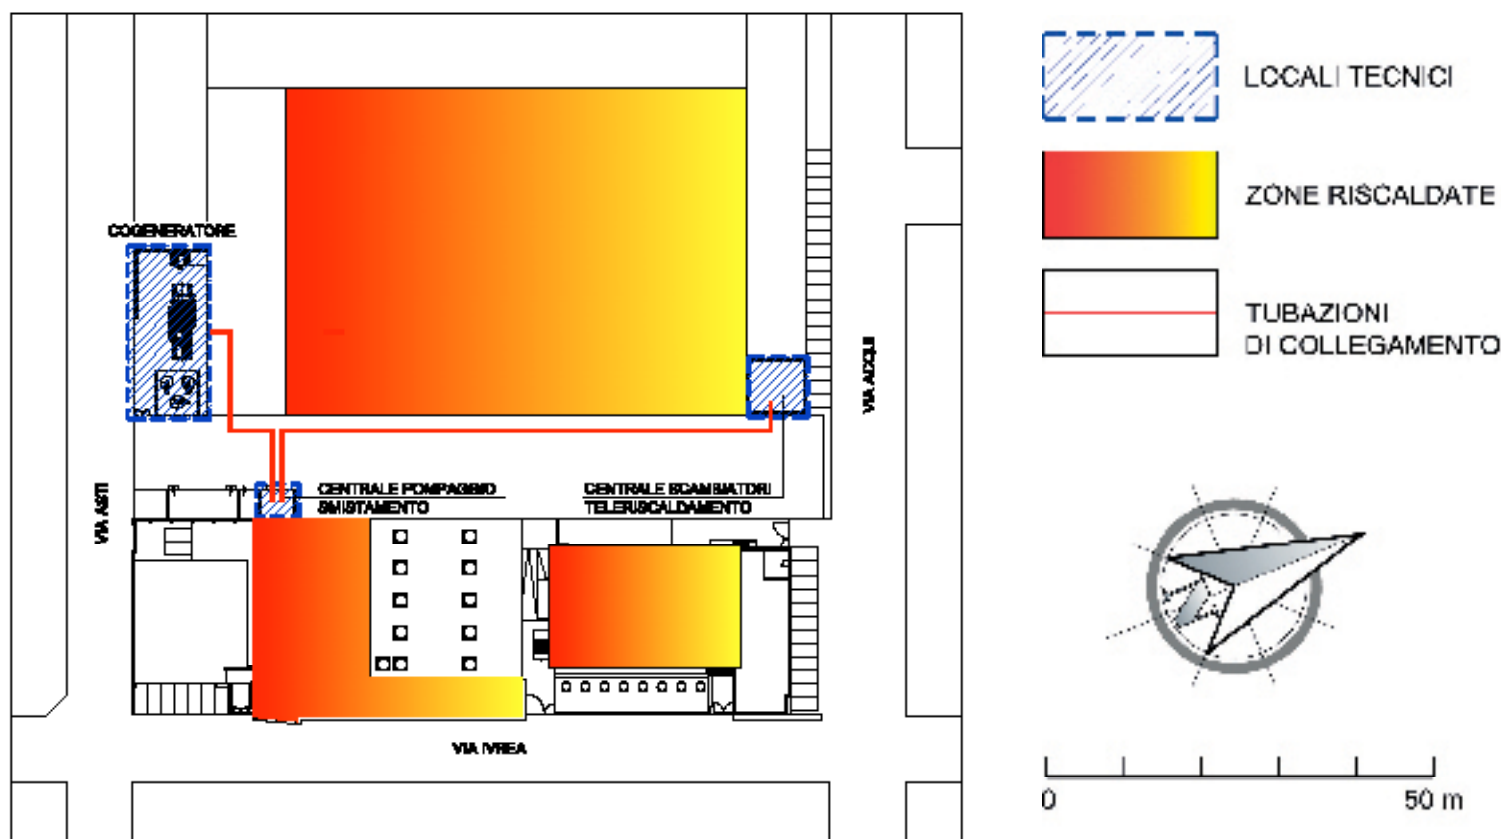 LOCALI TECNICI
ZONE RISCALDATE
TUBAZIONI
DI COLLEGAMENTO
COGENERATORE
VIA ACQUI
VIA ASTI
CENTRALE POMPAGGIO
SMISTAMENTO
CENTRALE SCAMBIATORI
TELERISCALDAMENTO
VIA IVREA
0
50 m